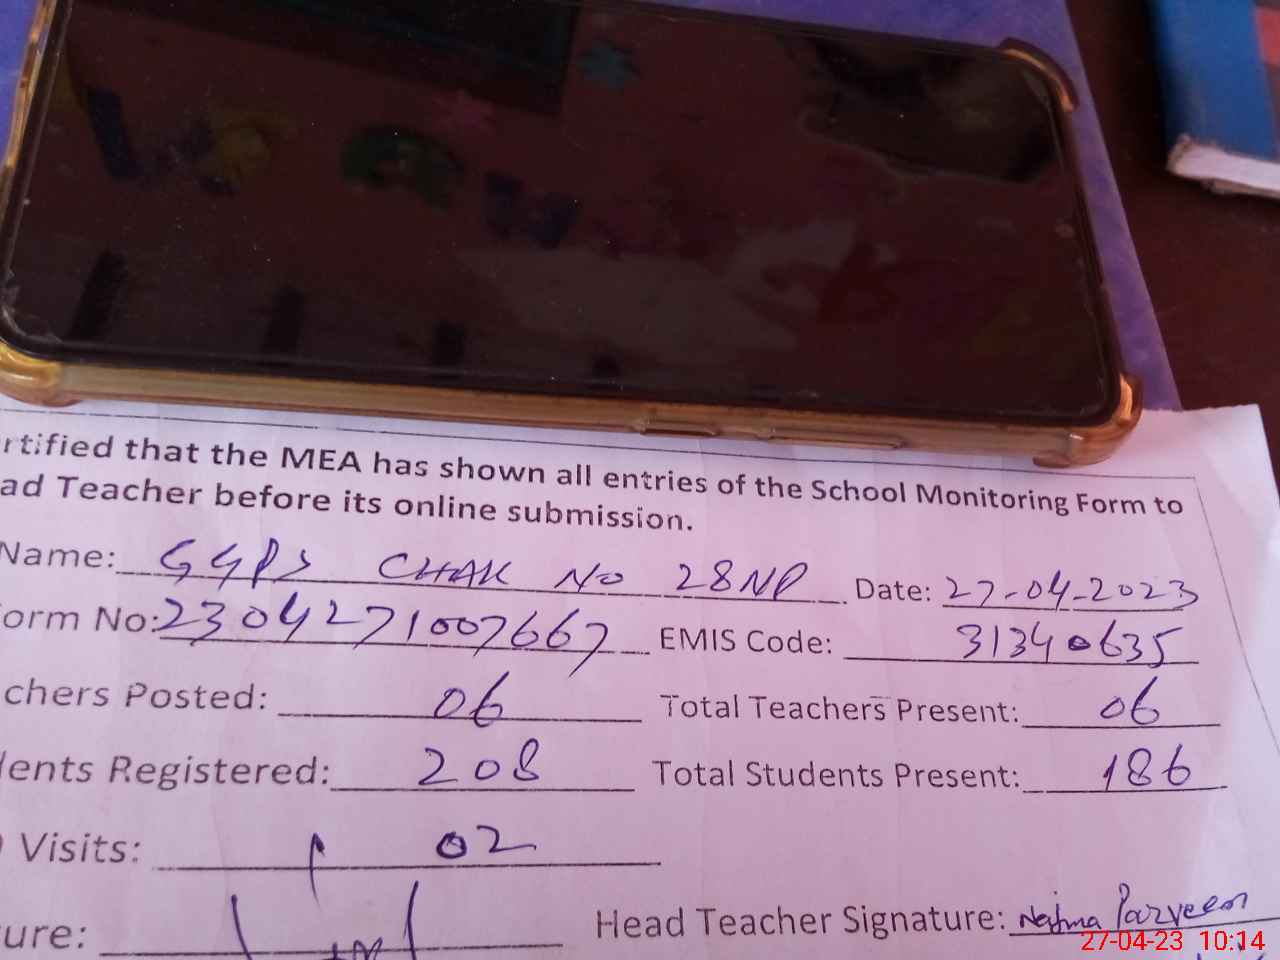 rtified that the MEA has shown all entries of the School Monitoring Form to
ad Teacher before its online submission.
Name: GGPS CHAK NO 28NP Date: 27-04-2023
orm No: 2304271007667 EMIS Code: 31340635
chers Posted: 06 Total Teachers Present: 06
ents Registered: 208 Total Students Present: 186
Visits: 02
ure: Head Teacher Signature: Najma Parveen
27-04-23 10:14